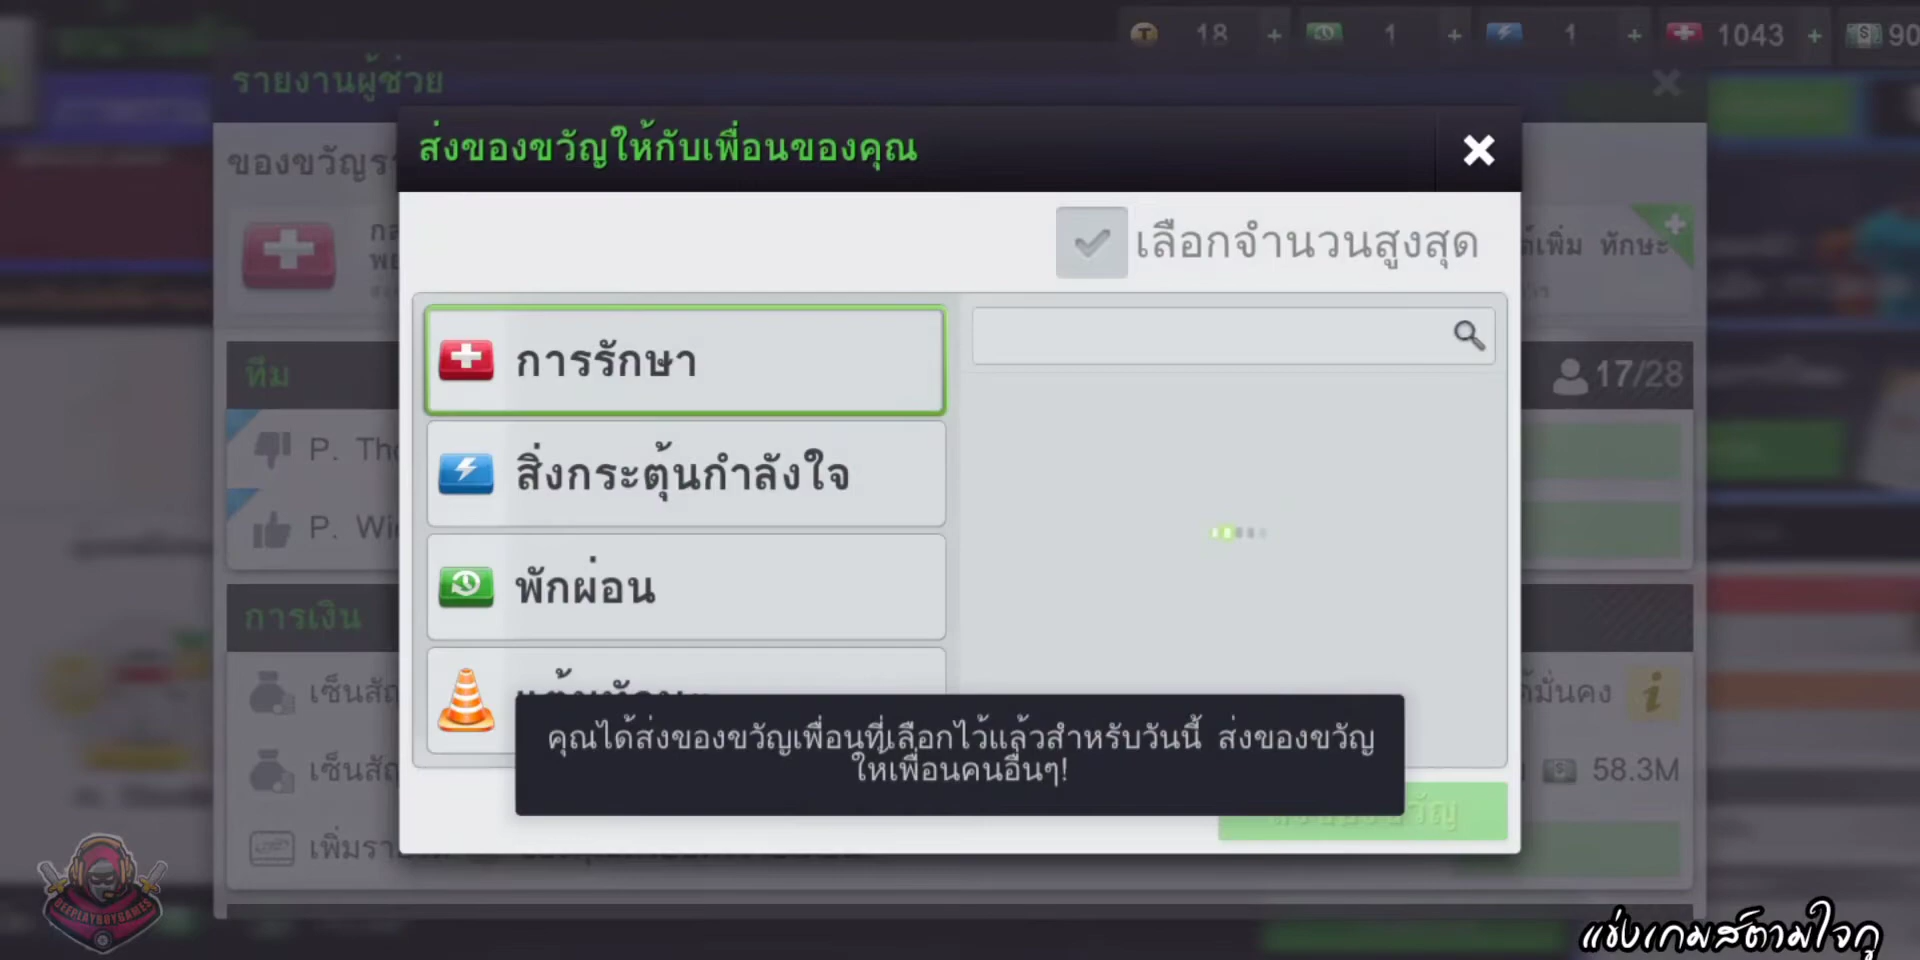 18 + 1 + 1 + 1043 + 90
รายงานผู้ช่วย
ส่งของขวัญให้กับเพื่อนของคุณ
เลือกจำนวนสูงสุด
การรักษา
สิ่งกระตุ้นกำลังใจ
พักผ่อน
คุณได้ส่งของขวัญเพื่อนที่เลือกไว้แล้วสำหรับวันนี้ ส่งของขวัญ
ให้เพื่อนคนอื่นๆ!
ทักษะ
ทีม
17/28
P.
P.
การเงิน
58.3M
BEEPLAYBOYGAMES
แข่งเกมส์ตามใจกู